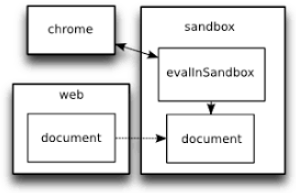 chrome
sandbox
evalInSandbox
web
document
document